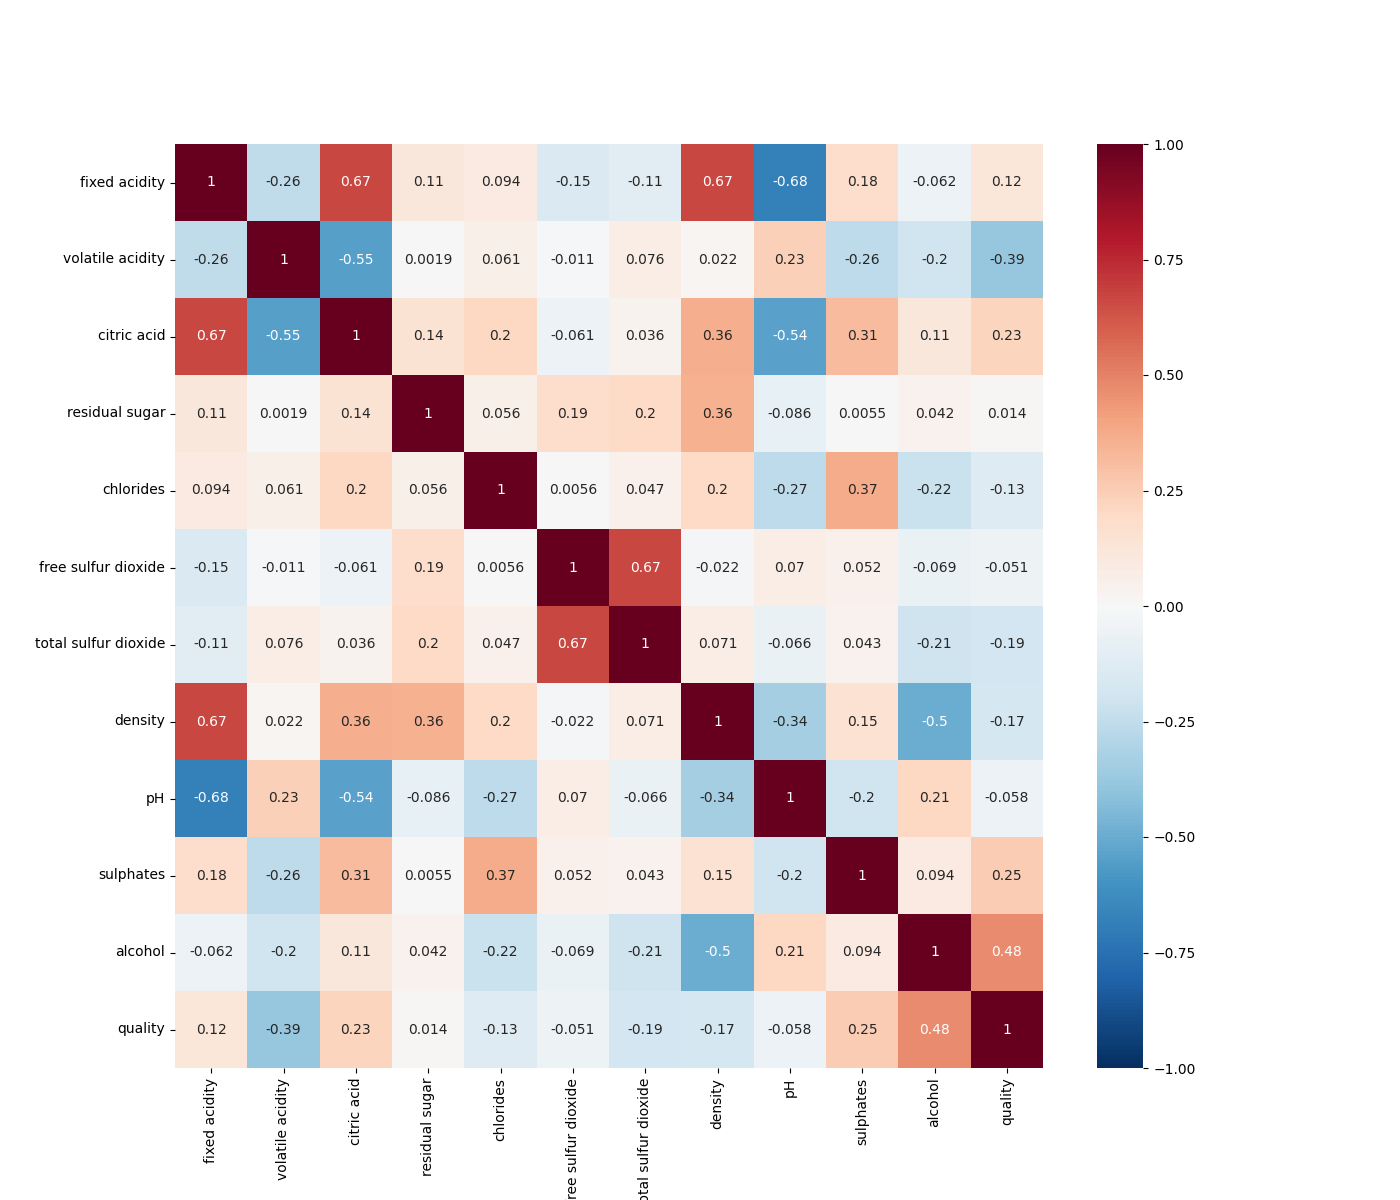 fixed acidity 1 -0.26 0.67 0.11 0.094 -0.15 -0.11 0.67 -0.68 0.18 -0.062 0.12
volatile acidity -0.26 1 -0.55 0.0019 0.061 -0.011 0.076 0.022 0.23 -0.26 -0.2 -0.39
citric acid 0.67 -0.55 1 0.14 0.2 -0.061 0.036 0.36 -0.54 0.31 0.11 0.23
residual sugar 0.11 0.0019 0.14 1 0.056 0.19 0.2 0.36 -0.086 0.0055 0.042 0.014
chlorides 0.094 0.061 0.2 0.056 1 0.0056 0.047 0.2 -0.27 0.37 -0.22 -0.13
free sulfur dioxide -0.15 -0.011 -0.061 0.19 0.0056 1 0.67 -0.022 0.07 0.052 -0.069 -0.051
total sulfur dioxide -0.11 0.076 0.036 0.2 0.047 0.67 1 0.071 -0.066 0.043 -0.21 -0.19
density 0.67 0.022 0.36 0.36 0.2 -0.022 0.071 1 -0.34 0.15 -0.5 -0.17
pH -0.68 0.23 -0.54 -0.086 -0.27 0.07 -0.066 -0.34 1 -0.2 0.21 -0.058
sulphates 0.18 -0.26 0.31 0.0055 0.37 0.052 0.043 0.15 -0.2 1 0.094 0.25
alcohol -0.062 -0.2 0.11 0.042 -0.22 -0.069 -0.21 -0.5 0.21 0.094 1 0.48
quality 0.12 -0.39 0.23 0.014 -0.13 -0.051 -0.19 -0.17 -0.058 0.25 0.48 1
fixed acidity
volatile acidity
citric acid
residual sugar
chlorides
ree sulfur dioxide
otal sulfur dioxide
density
pH
sulphates
alcohol
quality
1.00
0.75
0.50
0.25
0.00
−0.25
−0.50
−0.75
−1.00